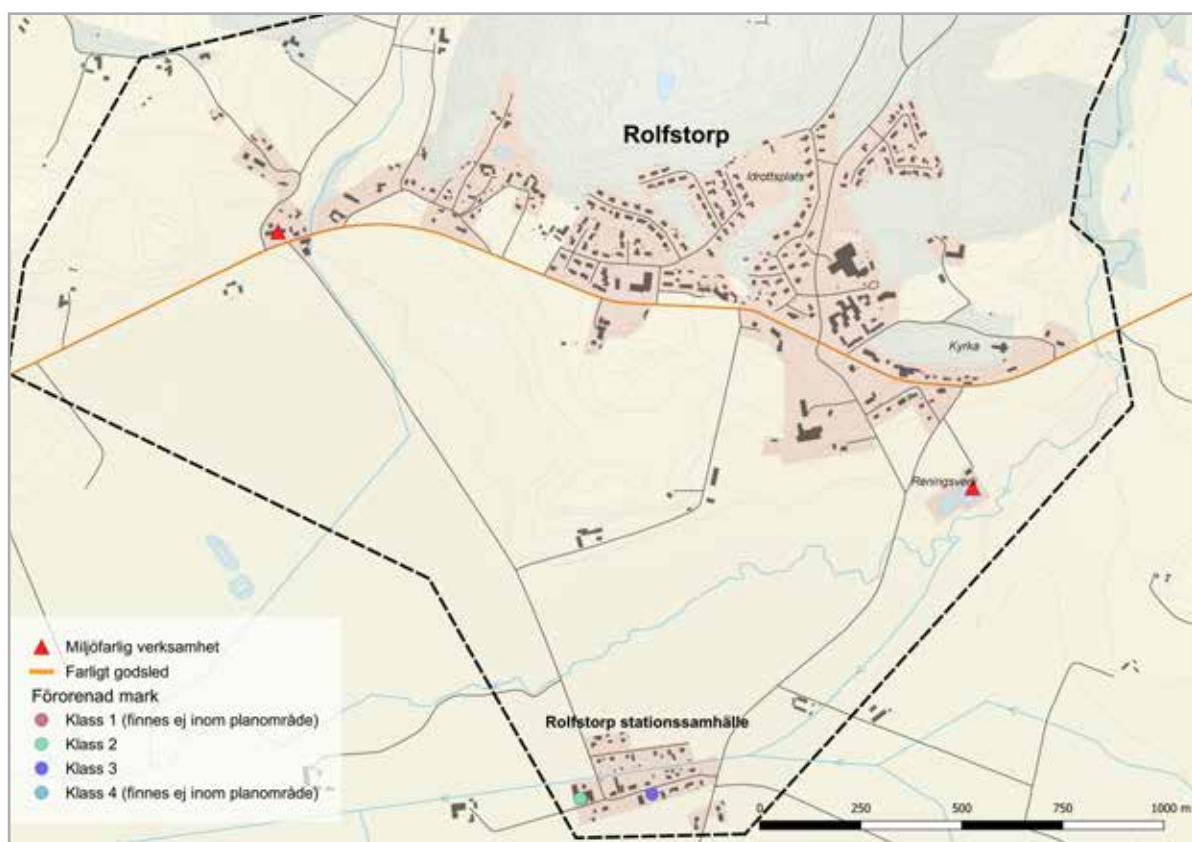 Rolfstorp
Idrottsplats
Kyrka
Reningsverk
Miljöfarlig verksamhet
Farligt godsled
Förorenad mark
Klass 1 (finnes ej inom planområde)
Klass 2
Klass 3
Klass 4 (finnes ej inom planområde)
Rolfstorp stationssamhälle
0 250 500 750 1000 m